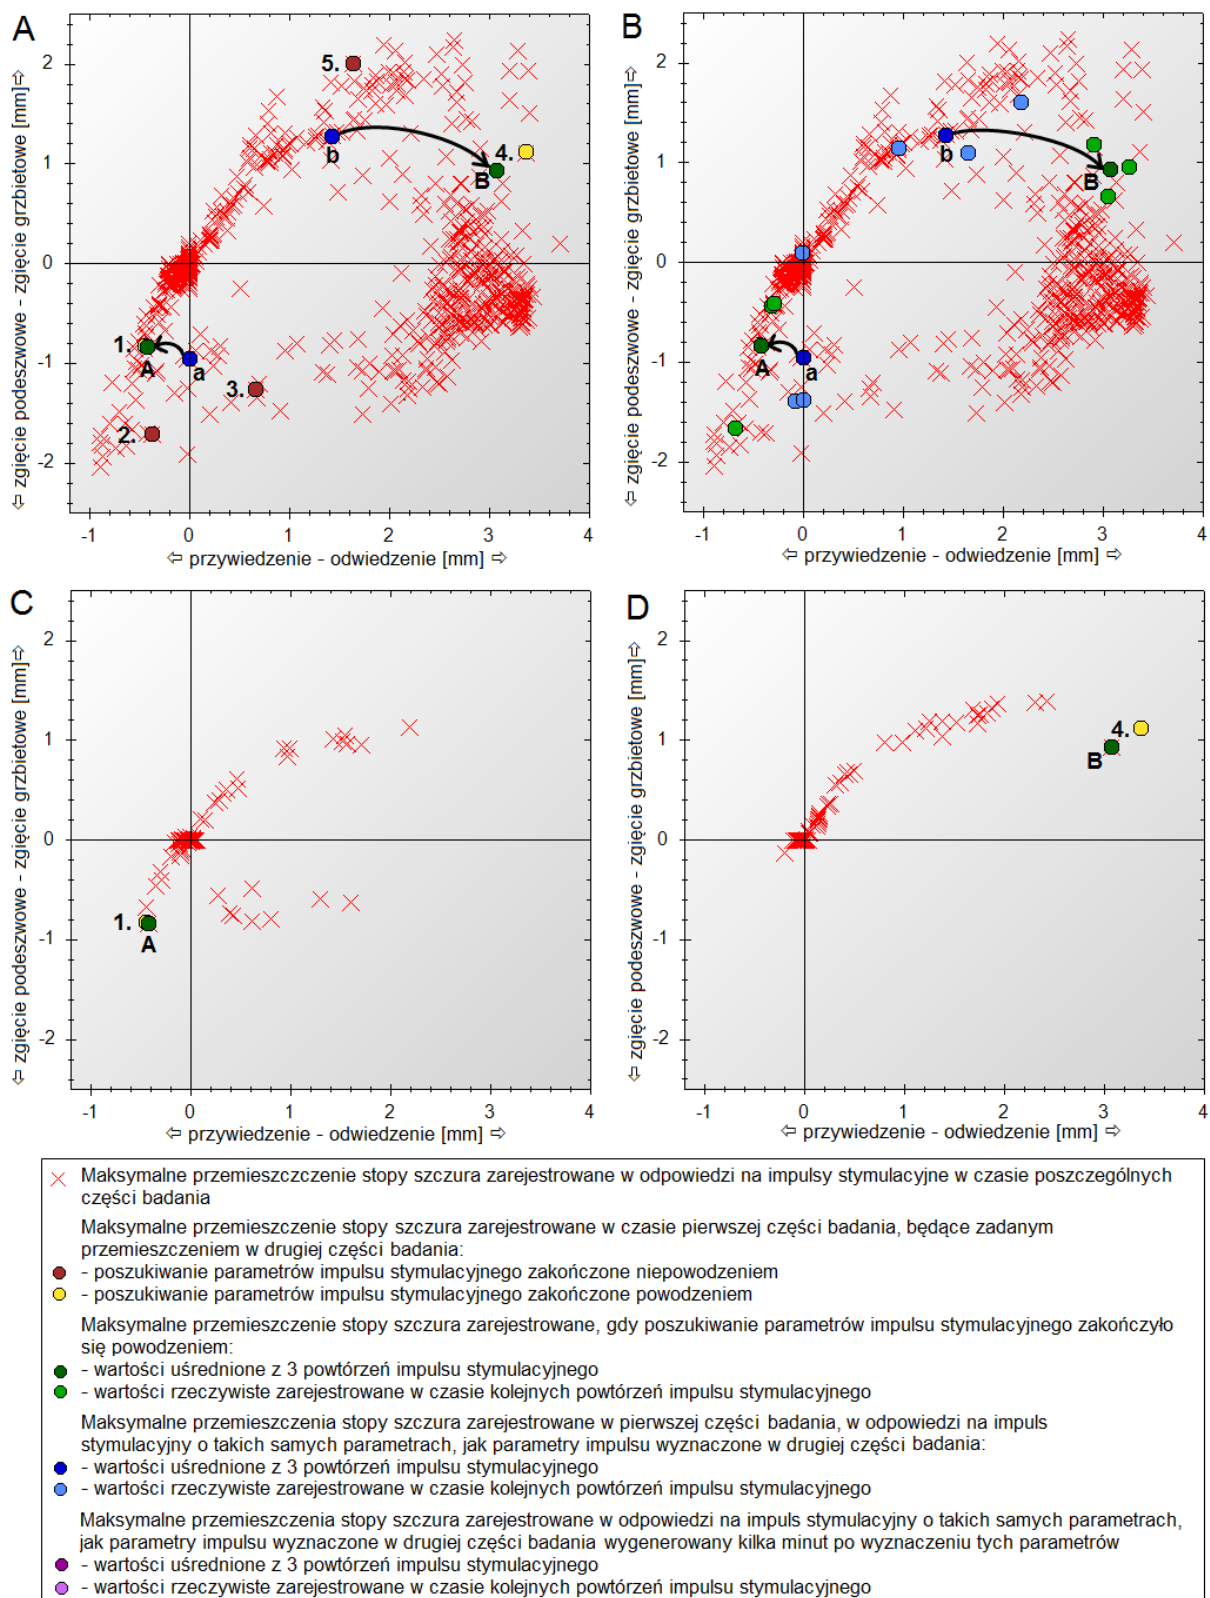 A
B
⇦ zgięcie podeszwowe - zgięcie grzbietowe [mm] ⇨
2
1
0
-1
-2
5.
b
4.
B
1.
A
a
3.
2.
-1 0 1 2 3 4
⇦ przywiedzenie - odwiedzenie [mm] ⇨
⇦ zgięcie podeszwowe - zgięcie grzbietowe [mm] ⇨
2
1
0
-1
-2
b
B
A
a
-1 0 1 2 3 4
⇦ przywiedzenie - odwiedzenie [mm] ⇨
C
D
⇦ zgięcie podeszwowe - zgięcie grzbietowe [mm] ⇨
2
1
0
-1
-2
1.
A
-1 0 1 2 3 4
⇦ przywiedzenie - odwiedzenie [mm] ⇨
⇦ zgięcie podeszwowe - zgięcie grzbietowe [mm] ⇨
2
1
0
-1
-2
4.
B
-1 0 1 2 3 4
⇦ przywiedzenie - odwiedzenie [mm] ⇨
Maksymalne przemieszczczenie stopy szczura zarejestrowane w odpowiedzi na impulsy stymulacyjne w czasie poszczególnych
części badania
Maksymalne przemieszczenie stopy szczura zarejestrowane w czasie pierwszej części badania, będące zadanym
przemieszczeniem w drugiej części badania:
- poszukiwanie parametrów impulsu stymulacyjnego zakończone niepowodzeniem
- poszukiwanie parametrów impulsu stymulacyjnego zakończone powodzeniem
Maksymalne przemieszczenie stopy szczura zarejestrowane, gdy poszukiwanie parametrów impulsu stymulacyjnego zakończyło
się powodzeniem:
- wartości uśrednione z 3 powtórzeń impulsu stymulacyjnego
- wartości rzeczywiste zarejestrowane w czasie kolejnych powtórzeń impulsu stymulacyjnego
Maksymalne przemieszczenia stopy szczura zarejestrowane w pierwszej części badania, w odpowiedzi na impuls
stymulacyjny o takich samych parametrach, jak parametry impulsu wyznaczone w drugiej części badania:
- wartości uśrednione z 3 powtórzeń impulsu stymulacyjnego
- wartości rzeczywiste zarejestrowane w czasie kolejnych powtórzeń impulsu stymulacyjnego
Maksymalne przemieszczenia stopy szczura zarejestrowane w odpowiedzi na impuls stymulacyjny o takich samych parametrach,
jak parametry impulsu wyznaczone w drugiej części badania wygenerowany kilka minut po wyznaczeniu tych parametrów
- wartości uśrednione z 3 powtórzeń impulsu stymulacyjnego
- wartości rzeczywiste zarejestrowane w czasie kolejnych powtórzeń impulsu stymulacyjnego